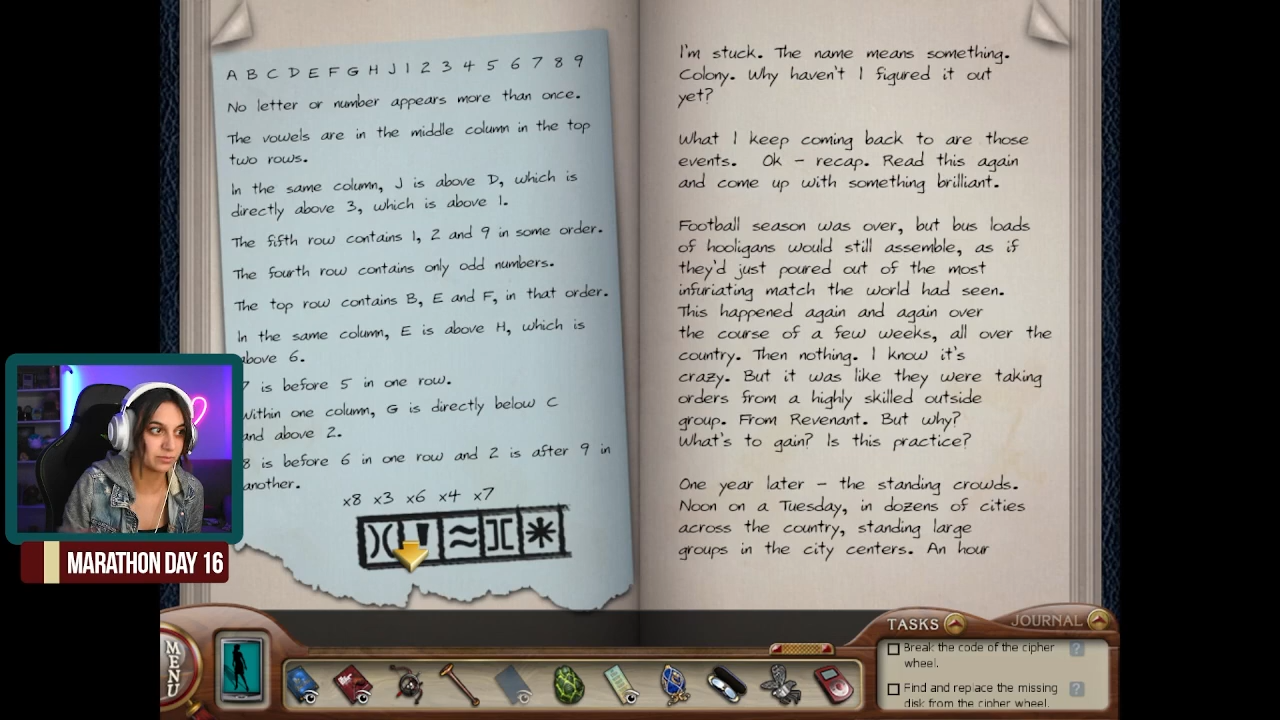 A B C D E F G H J 1 2 3 4 5 6 7 8 9
No letter or number appears more than once.
The vowels are in the middle column in the top
two rows.
In the same column, J is above D, which is
directly above 3, which is above 1.
The fifth row contains 1, 2 and 9 in some order.
The fourth row contains only odd numbers.
The top row contains B, E and F, in that order.
In the same column, E is above H, which is
above 6.
7 is before 5 in one row.
Within one column, G is directly below C
and above 2.
8 is before 6 in one row and 2 is after 9 in
another.
x8 x3 x6 x4 x7
I'm stuck. The name means something.
Colony. Why haven't I figured it out
yet?
What I keep coming back to are those
events. Ok - recap. Read this again
and come up with something brilliant.
Football season was over, but bus loads
of hooligans would still assemble, as if
they'd just poured out of the most
infuriating match the world had seen.
This happened again and again over
the course of a few weeks, all over the
country. Then nothing. I know it's
crazy. But it was like they were taking
orders from a highly skilled outside
group. From Revenant. But why?
What's to gain? Is this practice?
One year later - the standing crowds.
Noon on a Tuesday, in dozens of cities
across the country, standing large
groups in the city centers. An hour
MARATHON DAY 16
MENU
TASKS
JOURNAL
Break the code of the cipher
wheel.
Find and replace the missing
disk from the cipher wheel.